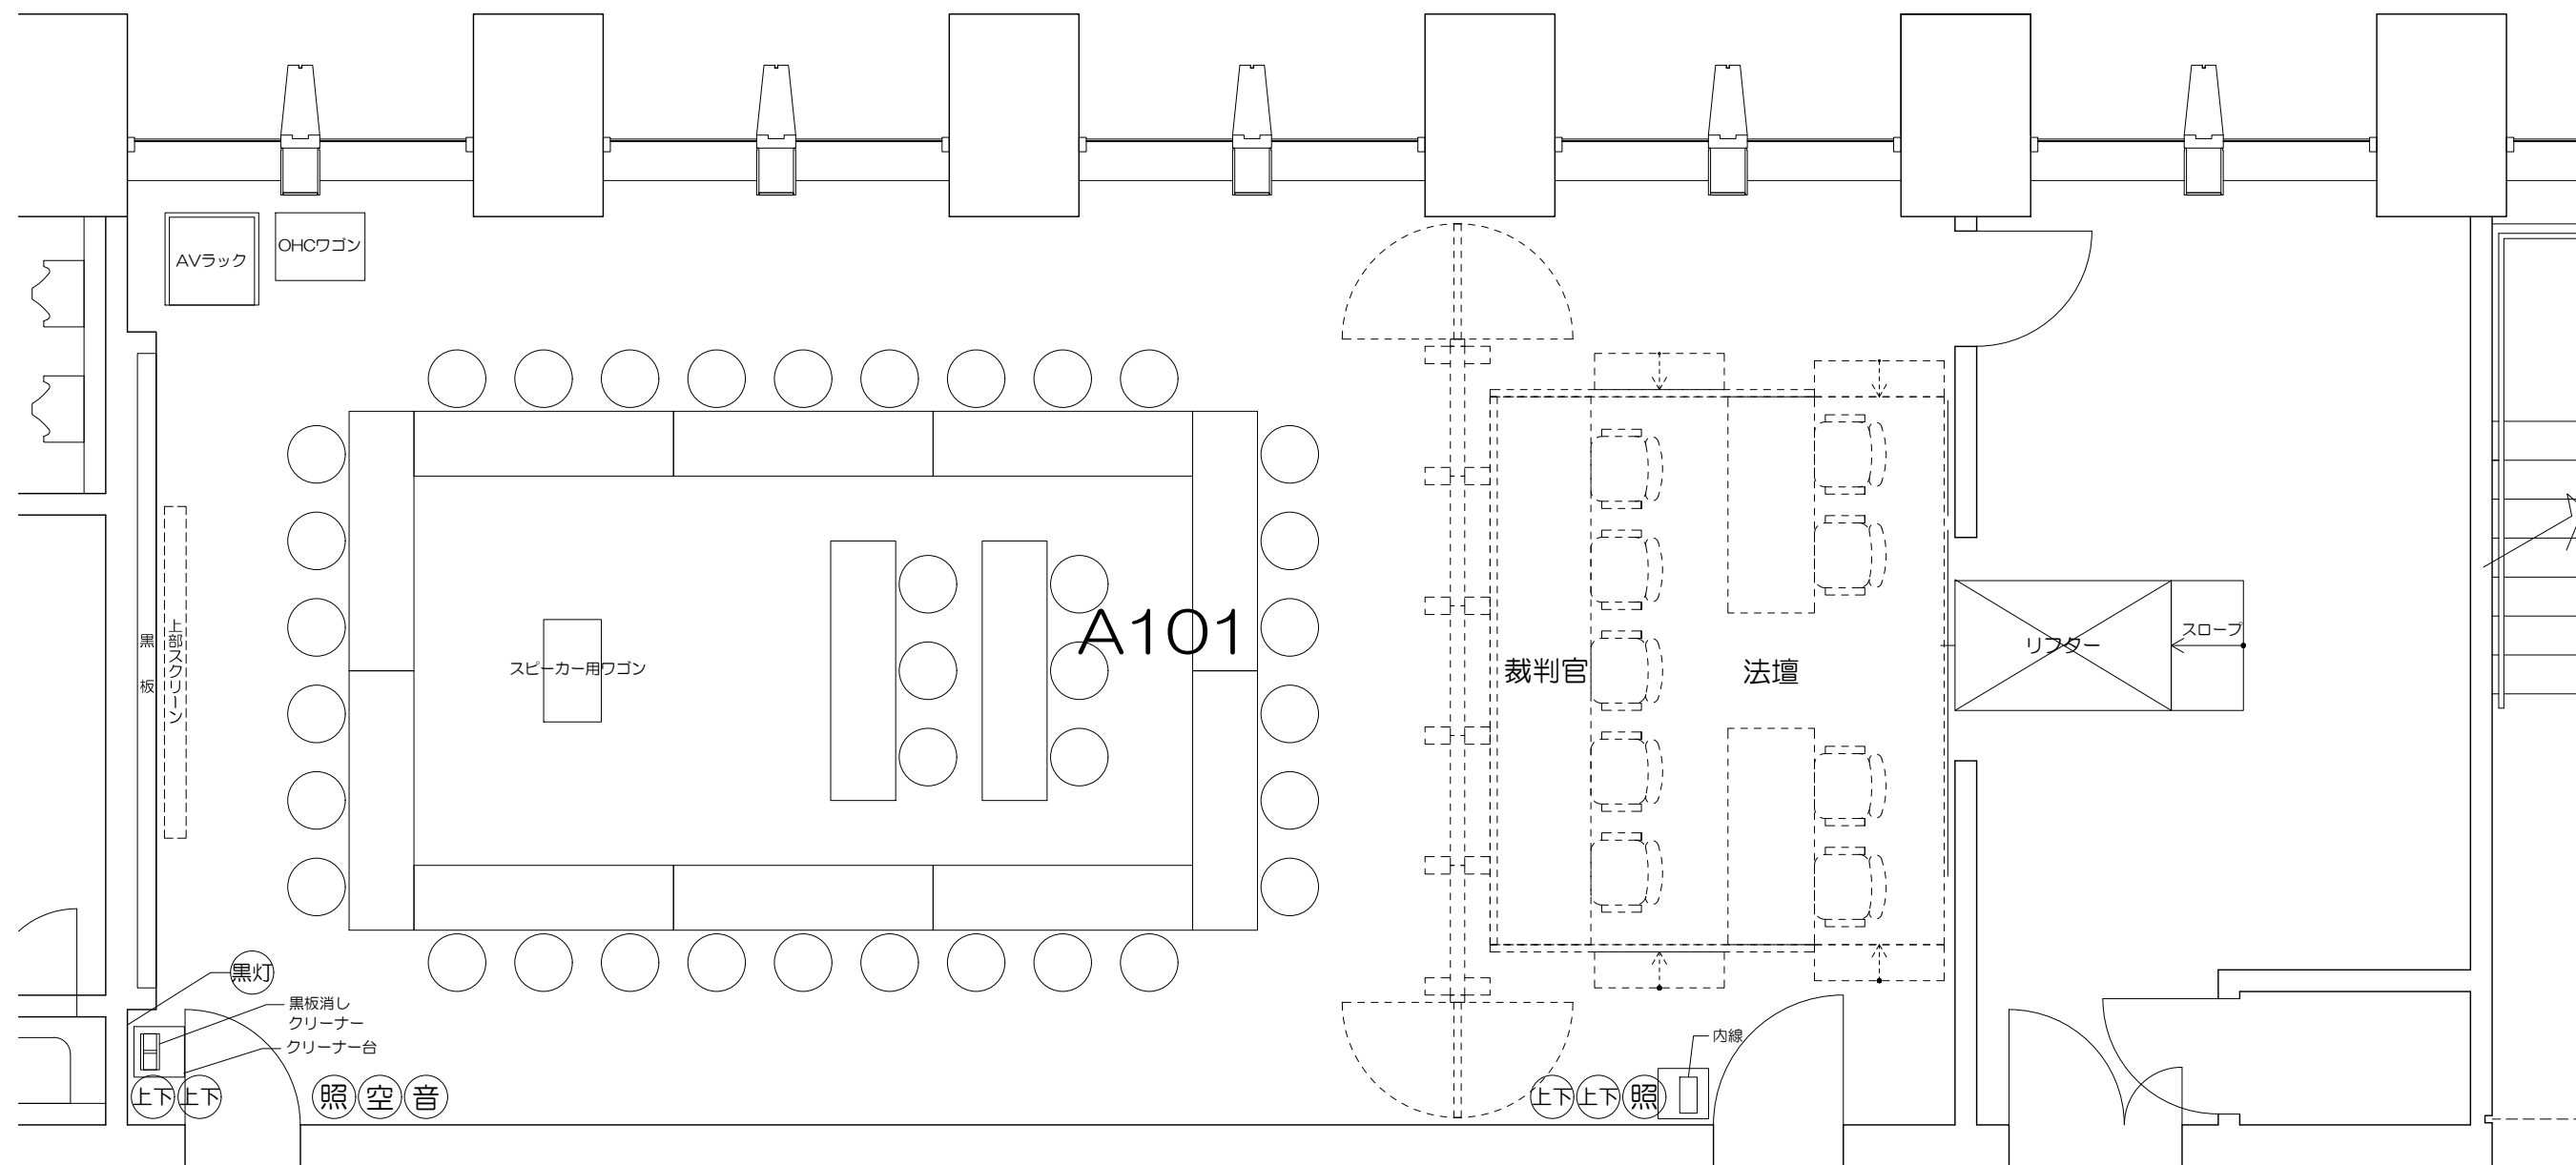 OHCワゴン
AVラック
A101
黒板
上部スクリーン
スピーカー用ワゴン
裁判官
法壇
リフター
スロープ
黒灯
黒板消し
クリーナー
クリーナー台
内線
上下
上下
照
空
音
上下
上下
照